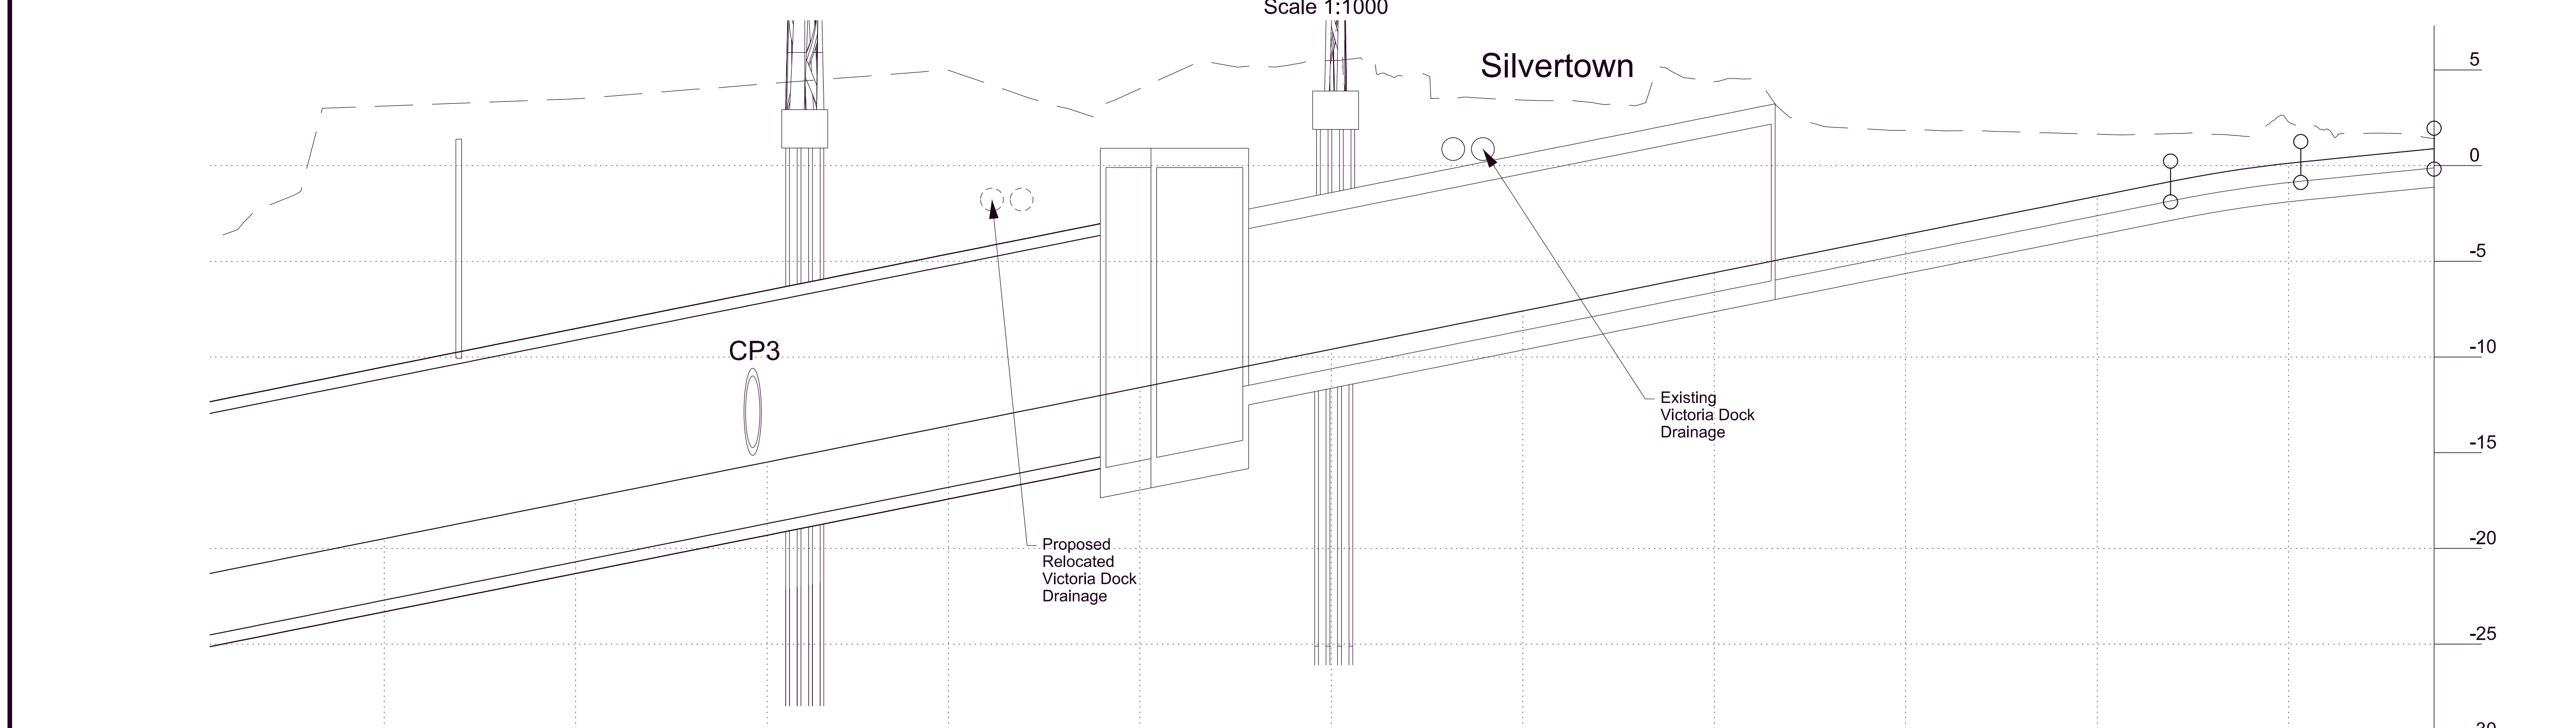 Scale 1:1000
Silvertown
5
0
-5
-10
-15
-20
-25
-30
CP3
Existing
Victoria Dock
Drainage
Proposed
Relocated
Victoria Dock
Drainage